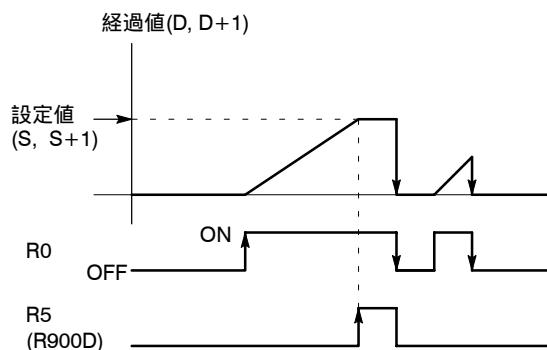 経過値(D, D+1)
設定値
(S, S+1)
ON
R0
OFF
R5
(R900D)